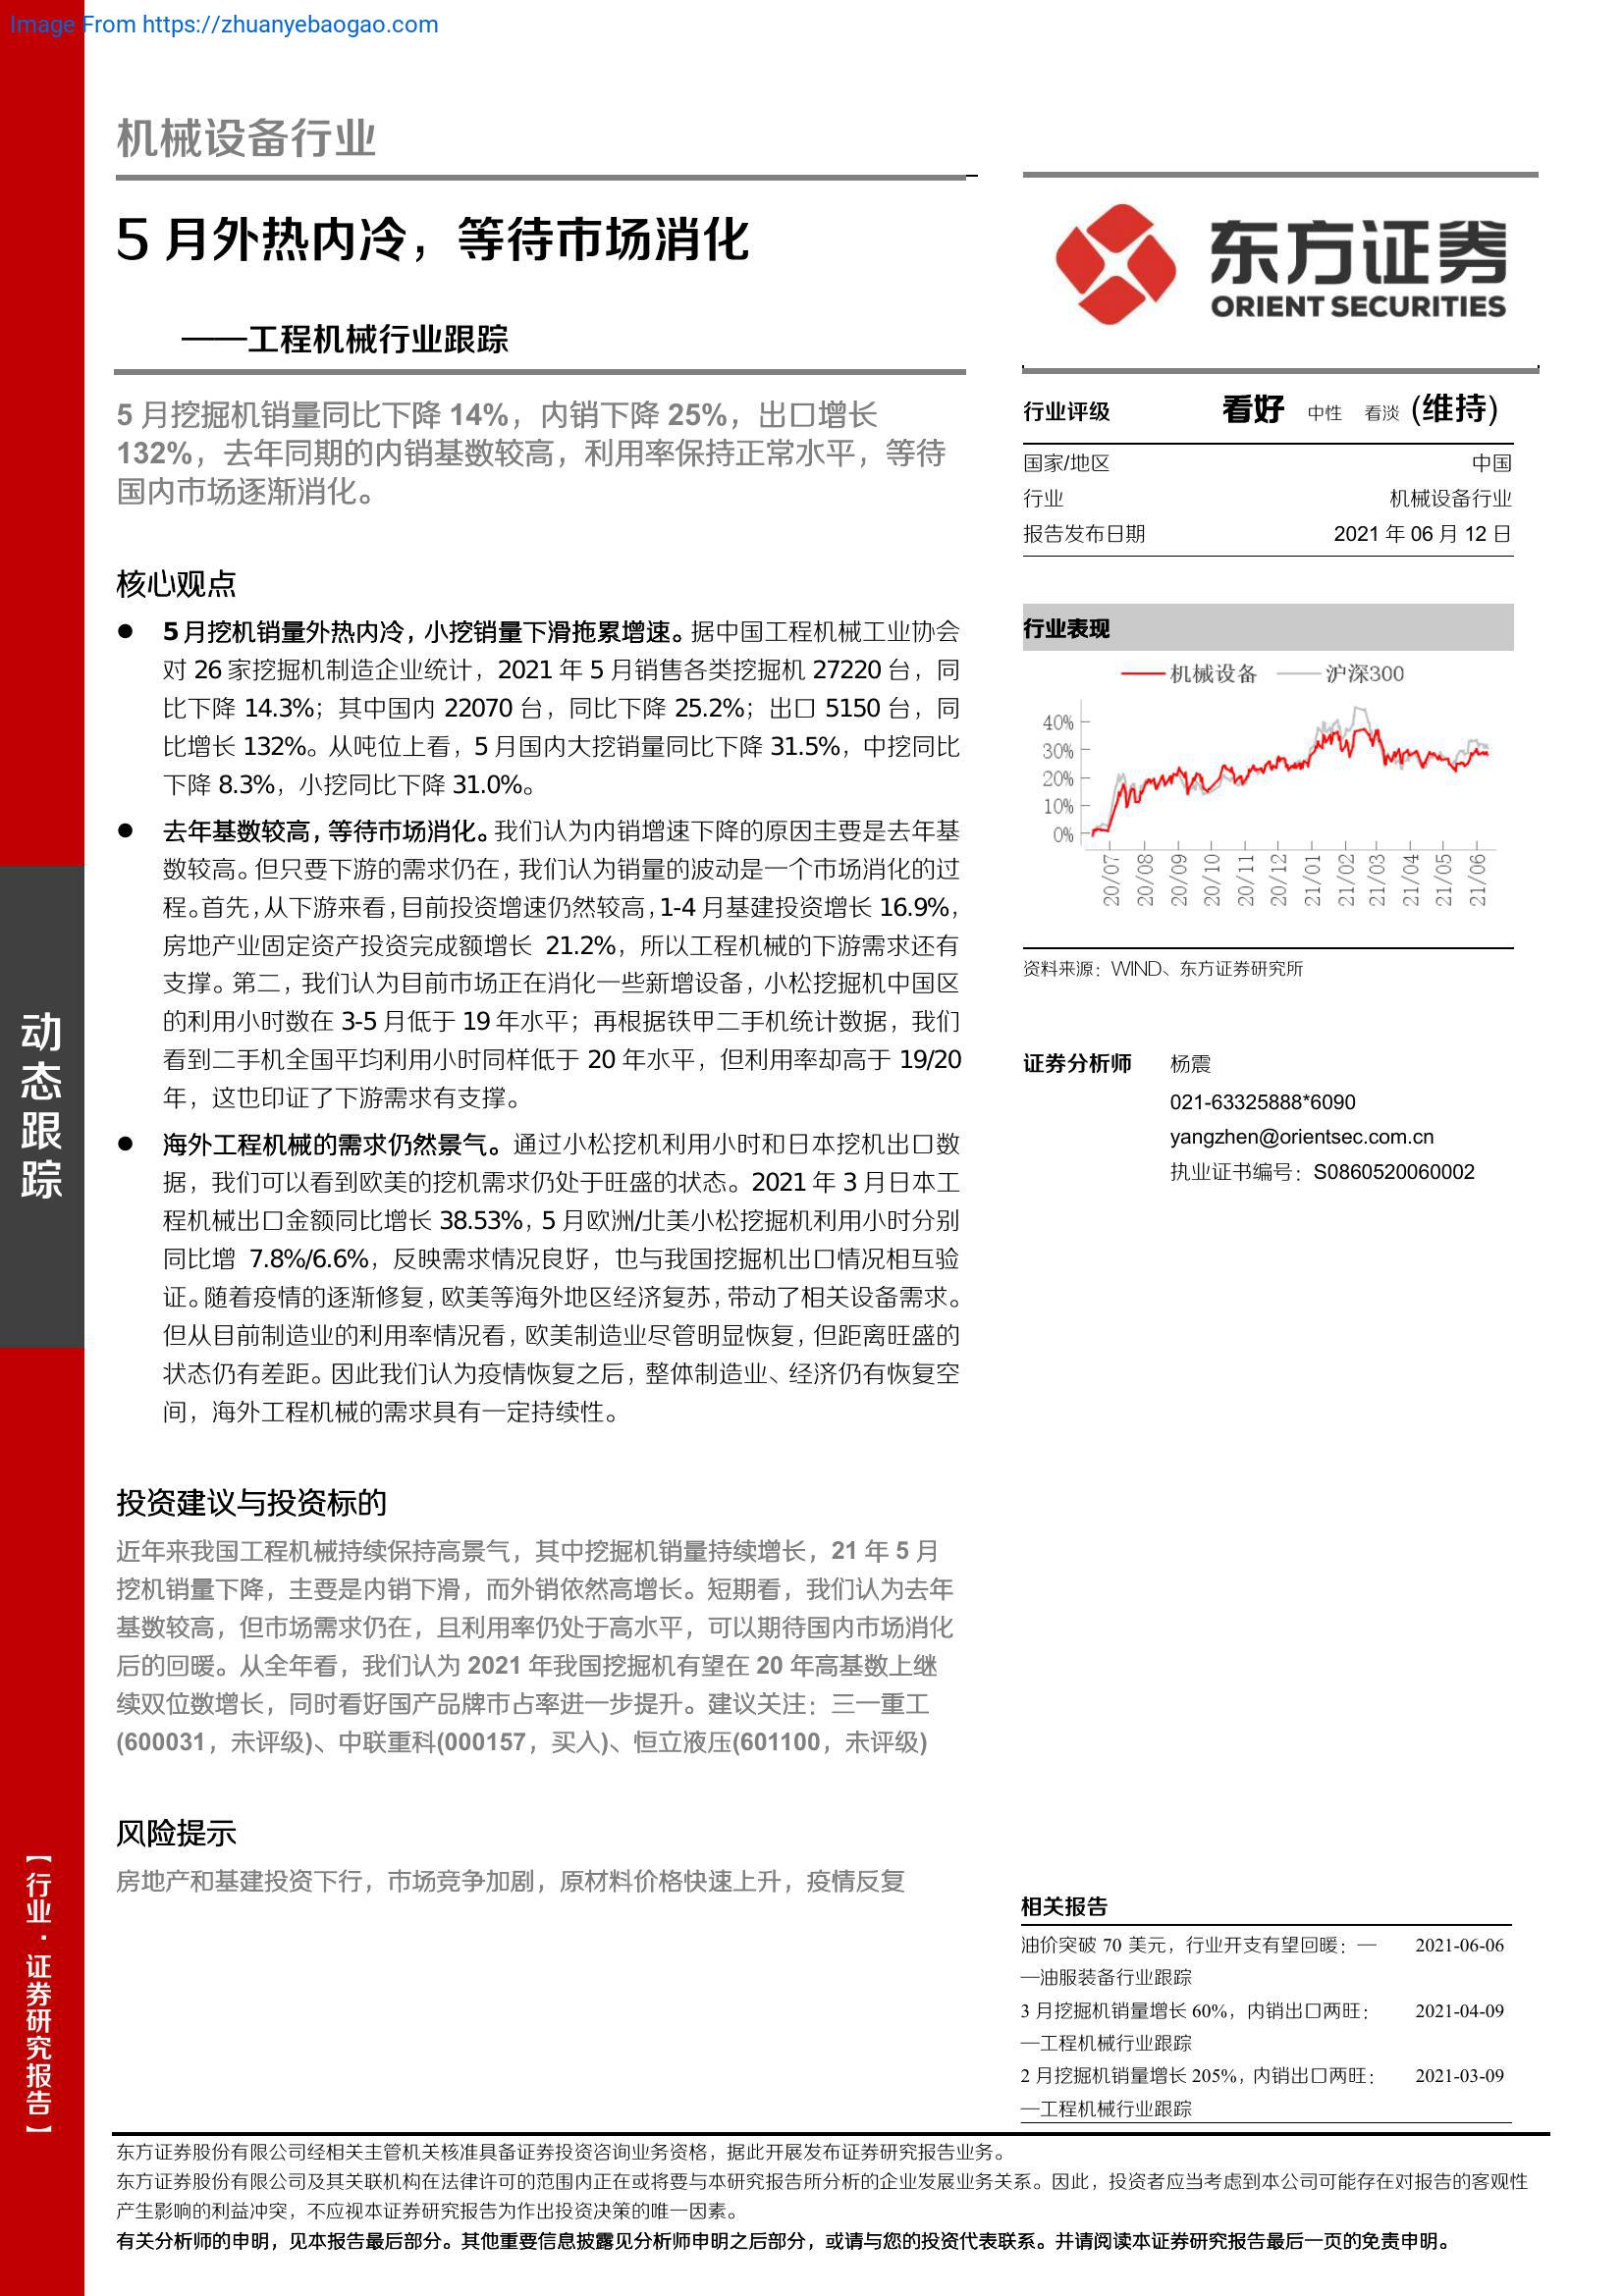 Image From https://zhuanyebaogao.com
机械设备行业
5 月外热内冷，等待市场消化
——工程机械行业跟踪
5 月挖掘机销量同比下降 14%，内销下降 25%，出口增长
132%，去年同期的内销基数较高，利用率保持正常水平，等待
国内市场逐渐消化。
核心观点
● 5 月挖机销量外热内冷，小挖销量下滑拖累增速。据中国工程机械工业协会
对 26 家挖掘机制造企业统计，2021 年 5 月销售各类挖掘机 27220 台，同
比下降 14.3%；其中国内 22070 台，同比下降 25.2%；出口 5150 台，同
比增长 132%。从吨位上看，5 月国内大挖销量同比下降 31.5%，中挖同比
下降 8.3%，小挖同比下降 31.0%。
● 去年基数较高，等待市场消化。我们认为内销增速下降的原因主要是去年基
数较高。但只要下游的需求仍在，我们认为销量的波动是一个市场消化的过
程。首先，从下游来看，目前投资增速仍然较高，1-4 月基建投资增长 16.9%，
房地产业固定资产投资完成额增长 21.2%，所以工程机械的下游需求还有
支撑。第二，我们认为目前市场正在消化一些新增设备，小松挖掘机中国区
的利用小时数在 3-5 月低于 19 年水平；再根据铁甲二手机统计数据，我们
看到二手机全国平均利用小时同样低于 20 年水平，但利用率却高于 19/20
年，这也印证了下游需求有支撑。
● 海外工程机械的需求仍然景气。通过小松挖机利用小时和日本挖机出口数
据，我们可以看到欧美的挖机需求仍处于旺盛的状态。2021 年 3 月日本工
程机械出口金额同比增长 38.53%，5 月欧洲/北美小松挖掘机利用小时分别
同比增 7.8%/6.6%，反映需求情况良好，也与我国挖掘机出口情况相互验
证。随着疫情的逐渐修复，欧美等海外地区经济复苏，带动了相关设备需求。
但从目前制造业的利用率情况看，欧美制造业尽管明显恢复，但距离旺盛的
状态仍有差距。因此我们认为疫情恢复之后，整体制造业、经济仍有恢复空
间，海外工程机械的需求具有一定持续性。
投资建议与投资标的
近年来我国工程机械持续保持高景气，其中挖掘机销量持续增长，21 年 5 月
挖机销量下降，主要是内销下滑，而外销依然高增长。短期看，我们认为去年
基数较高，但市场需求仍在，且利用率仍处于高水平，可以期待国内市场消化
后的回暖。从全年看，我们认为 2021 年我国挖掘机有望在 20 年高基数上继
续双位数增长，同时看好国产品牌市占率进一步提升。建议关注：三一重工
(600031，未评级)、中联重科(000157，买入)、恒立液压(601100，未评级)
风险提示
房地产和基建投资下行，市场竞争加剧，原材料价格快速上升，疫情反复
东方证券
ORIENT SECURITIES
行业评级 看好 中性 看淡 (维持)
国家/地区 中国
行业 机械设备行业
报告发布日期 2021 年 06 月 12 日
行业表现
机械设备 沪深300
40%
30%
20%
10%
0%
20/07 20/08 20/09 20/10 20/11 20/12 21/01 21/02 21/03 21/04 21/05 21/06
资料来源：WIND、东方证券研究所
证券分析师 杨震
021-63325888*6090
yangzhen@orientsec.com.cn
执业证书编号：S0860520060002
相关报告
油价突破 70 美元，行业开支有望回暖：— 2021-06-06
—油服装备行业跟踪
3 月挖掘机销量增长 60%，内销出口两旺： 2021-04-09
—工程机械行业跟踪
2 月挖掘机销量增长 205%，内销出口两旺： 2021-03-09
—工程机械行业跟踪
动态跟踪
【行业·证券研究报告】
东方证券股份有限公司经相关主管机关核准具备证券投资咨询业务资格，据此开展发布证券研究报告业务。
东方证券股份有限公司及其关联机构在法律许可的范围内正在或将要与本研究报告所分析的企业发展业务关系。因此，投资者应当考虑到本公司可能存在对报告的客观性
产生影响的利益冲突，不应视本证券研究报告为作出投资决策的唯一因素。
有关分析师的申明，见本报告最后部分。其他重要信息披露见分析师申明之后部分，或请与您的投资代表联系。并请阅读本证券研究报告最后一页的免责申明。